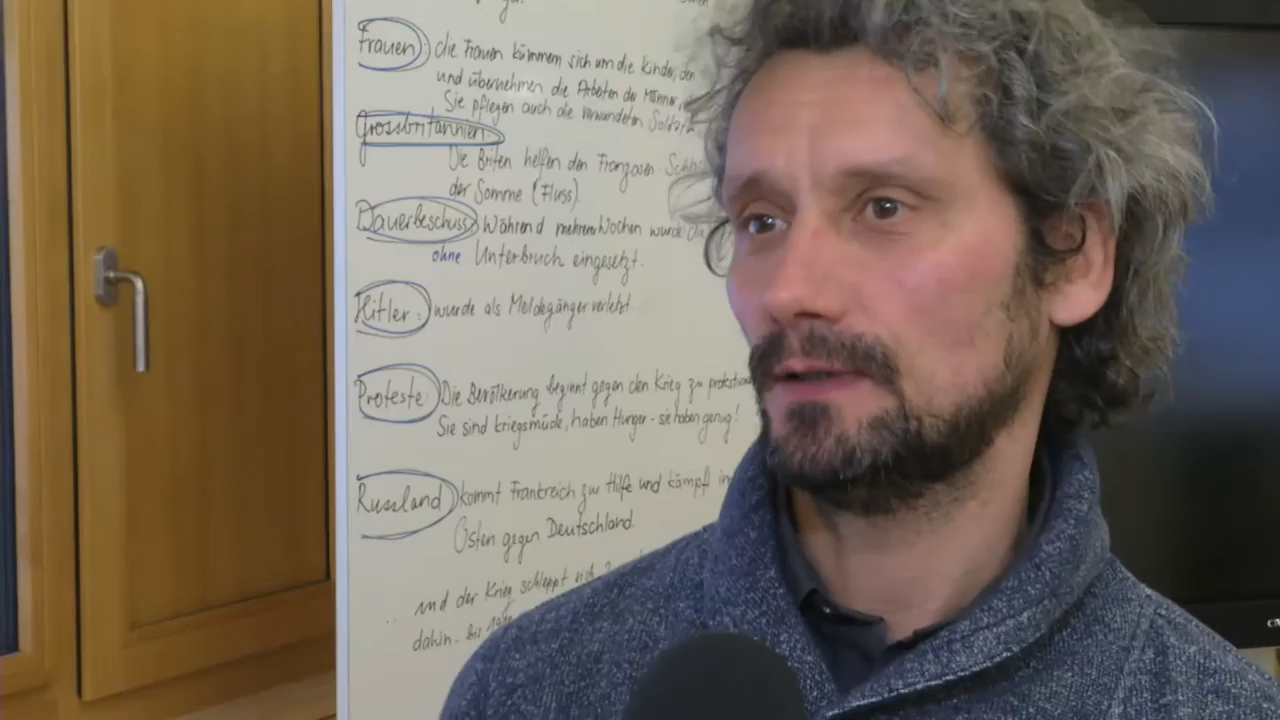 Frauen: die Frauen kümmern sich um die Kinder, den
und übernehmen die Arbeiten der Männer,
Sie pflegen auch die verwundeten
Grossbritannien
Die Briten helfen den Franzosen
der Somme (Fluss).
Dauerbeschuss Während mehreren Wochen wurde
ohne Unterbruch eingesetzt.
Hitler: wurde als Meldegänger verletzt.
Proteste: Die Bevölkerung beginnt gegen den Krieg zu
Sie sind kriegsmüde, haben Hunger - sie haben genug!
Russland kommt Frankreich zur Hilfe und kämpft im
Osten gegen Deutschland.
und der Krieg schleppt sich
dahin - bis